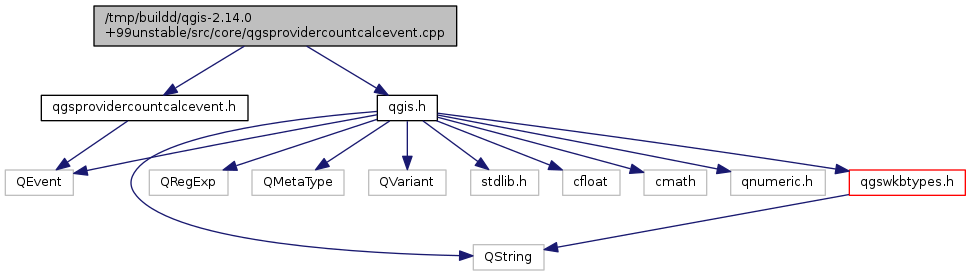 /tmp/buildd/qgis-2.14.0
+99unstable/src/core/qgsprovidercountcalcevent.cpp
qgsprovidercountcalcevent.h
qgis.h
QEvent
QRegExp
QMetaType
QVariant
stdlib.h
cfloat
cmath
qnumeric.h
qgswkbtypes.h
QString